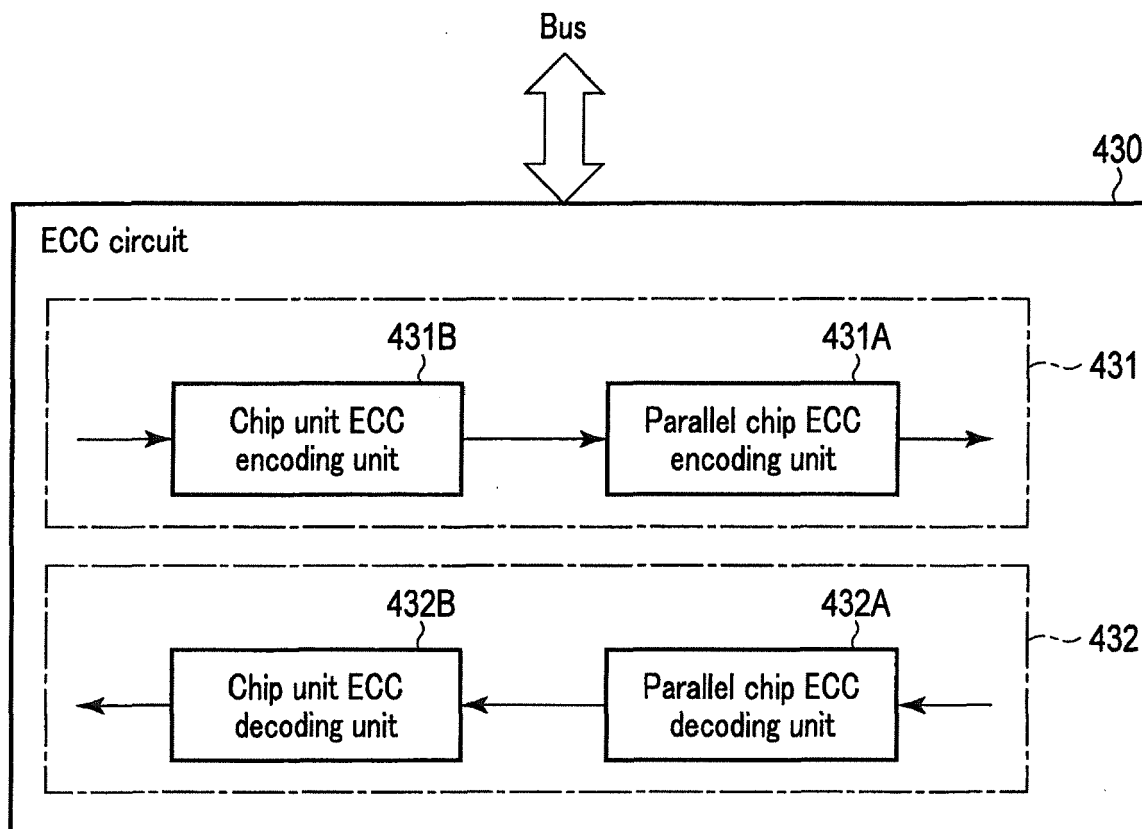 Bus
430
ECC circuit
431B
431A
431
Chip unit ECC
encoding unit
Parallel chip ECC
encoding unit
432B
432A
432
Chip unit ECC
decoding unit
Parallel chip ECC
decoding unit